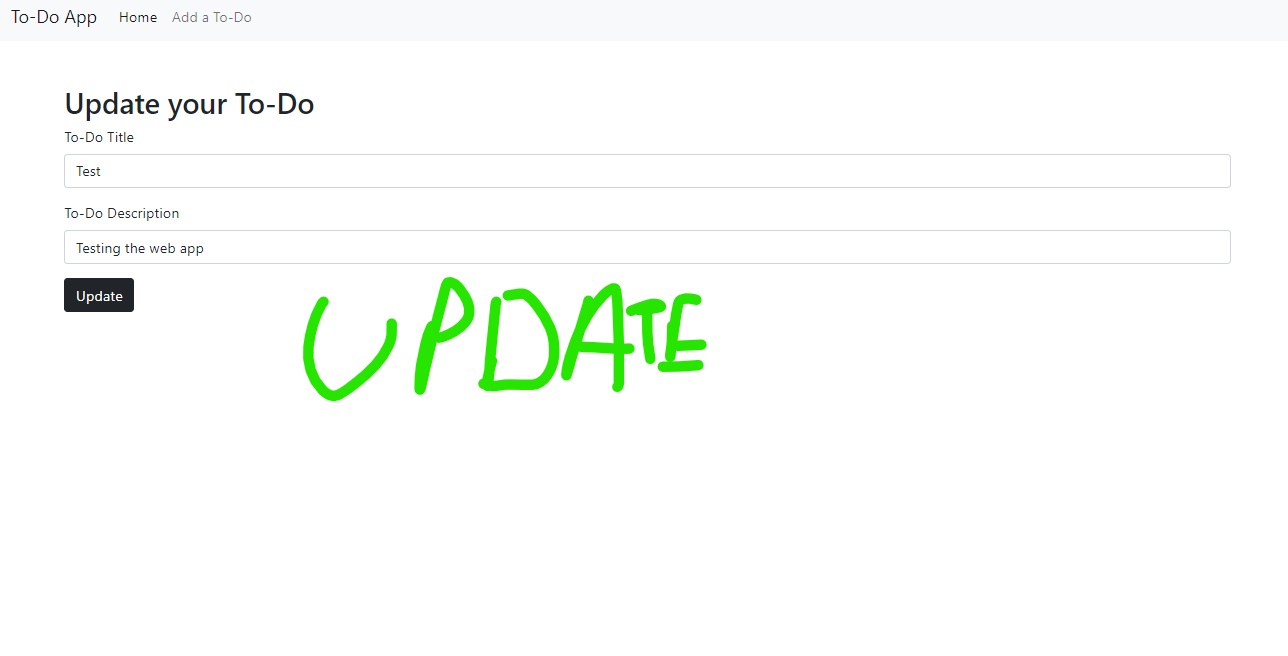 To-Do App Home Add a To-Do
Update your To-Do
To-Do Title
Test
To-Do Description
Testing the web app
Update
UPDATE